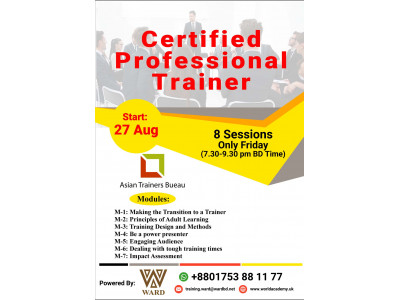 Certified
Professional
Trainer
Start:
27 Aug
8 Sessions
Only Friday
(7.30-9.30 pm BD Time)
Asian Trainers Bueau
Modules:
M-1: Making the Transition to a Trainer
M-2: Principles of Adult Learning
M-3: Training Design and Methods
M-4: Be a power presenter
M-5: Engaging Audience
M-6: Dealing with tough training times
M-7: Impact Assessment
Powered By:
WARD
+8801753 88 11 77
training.ward@wardbd.net
www.worldacademy.uk